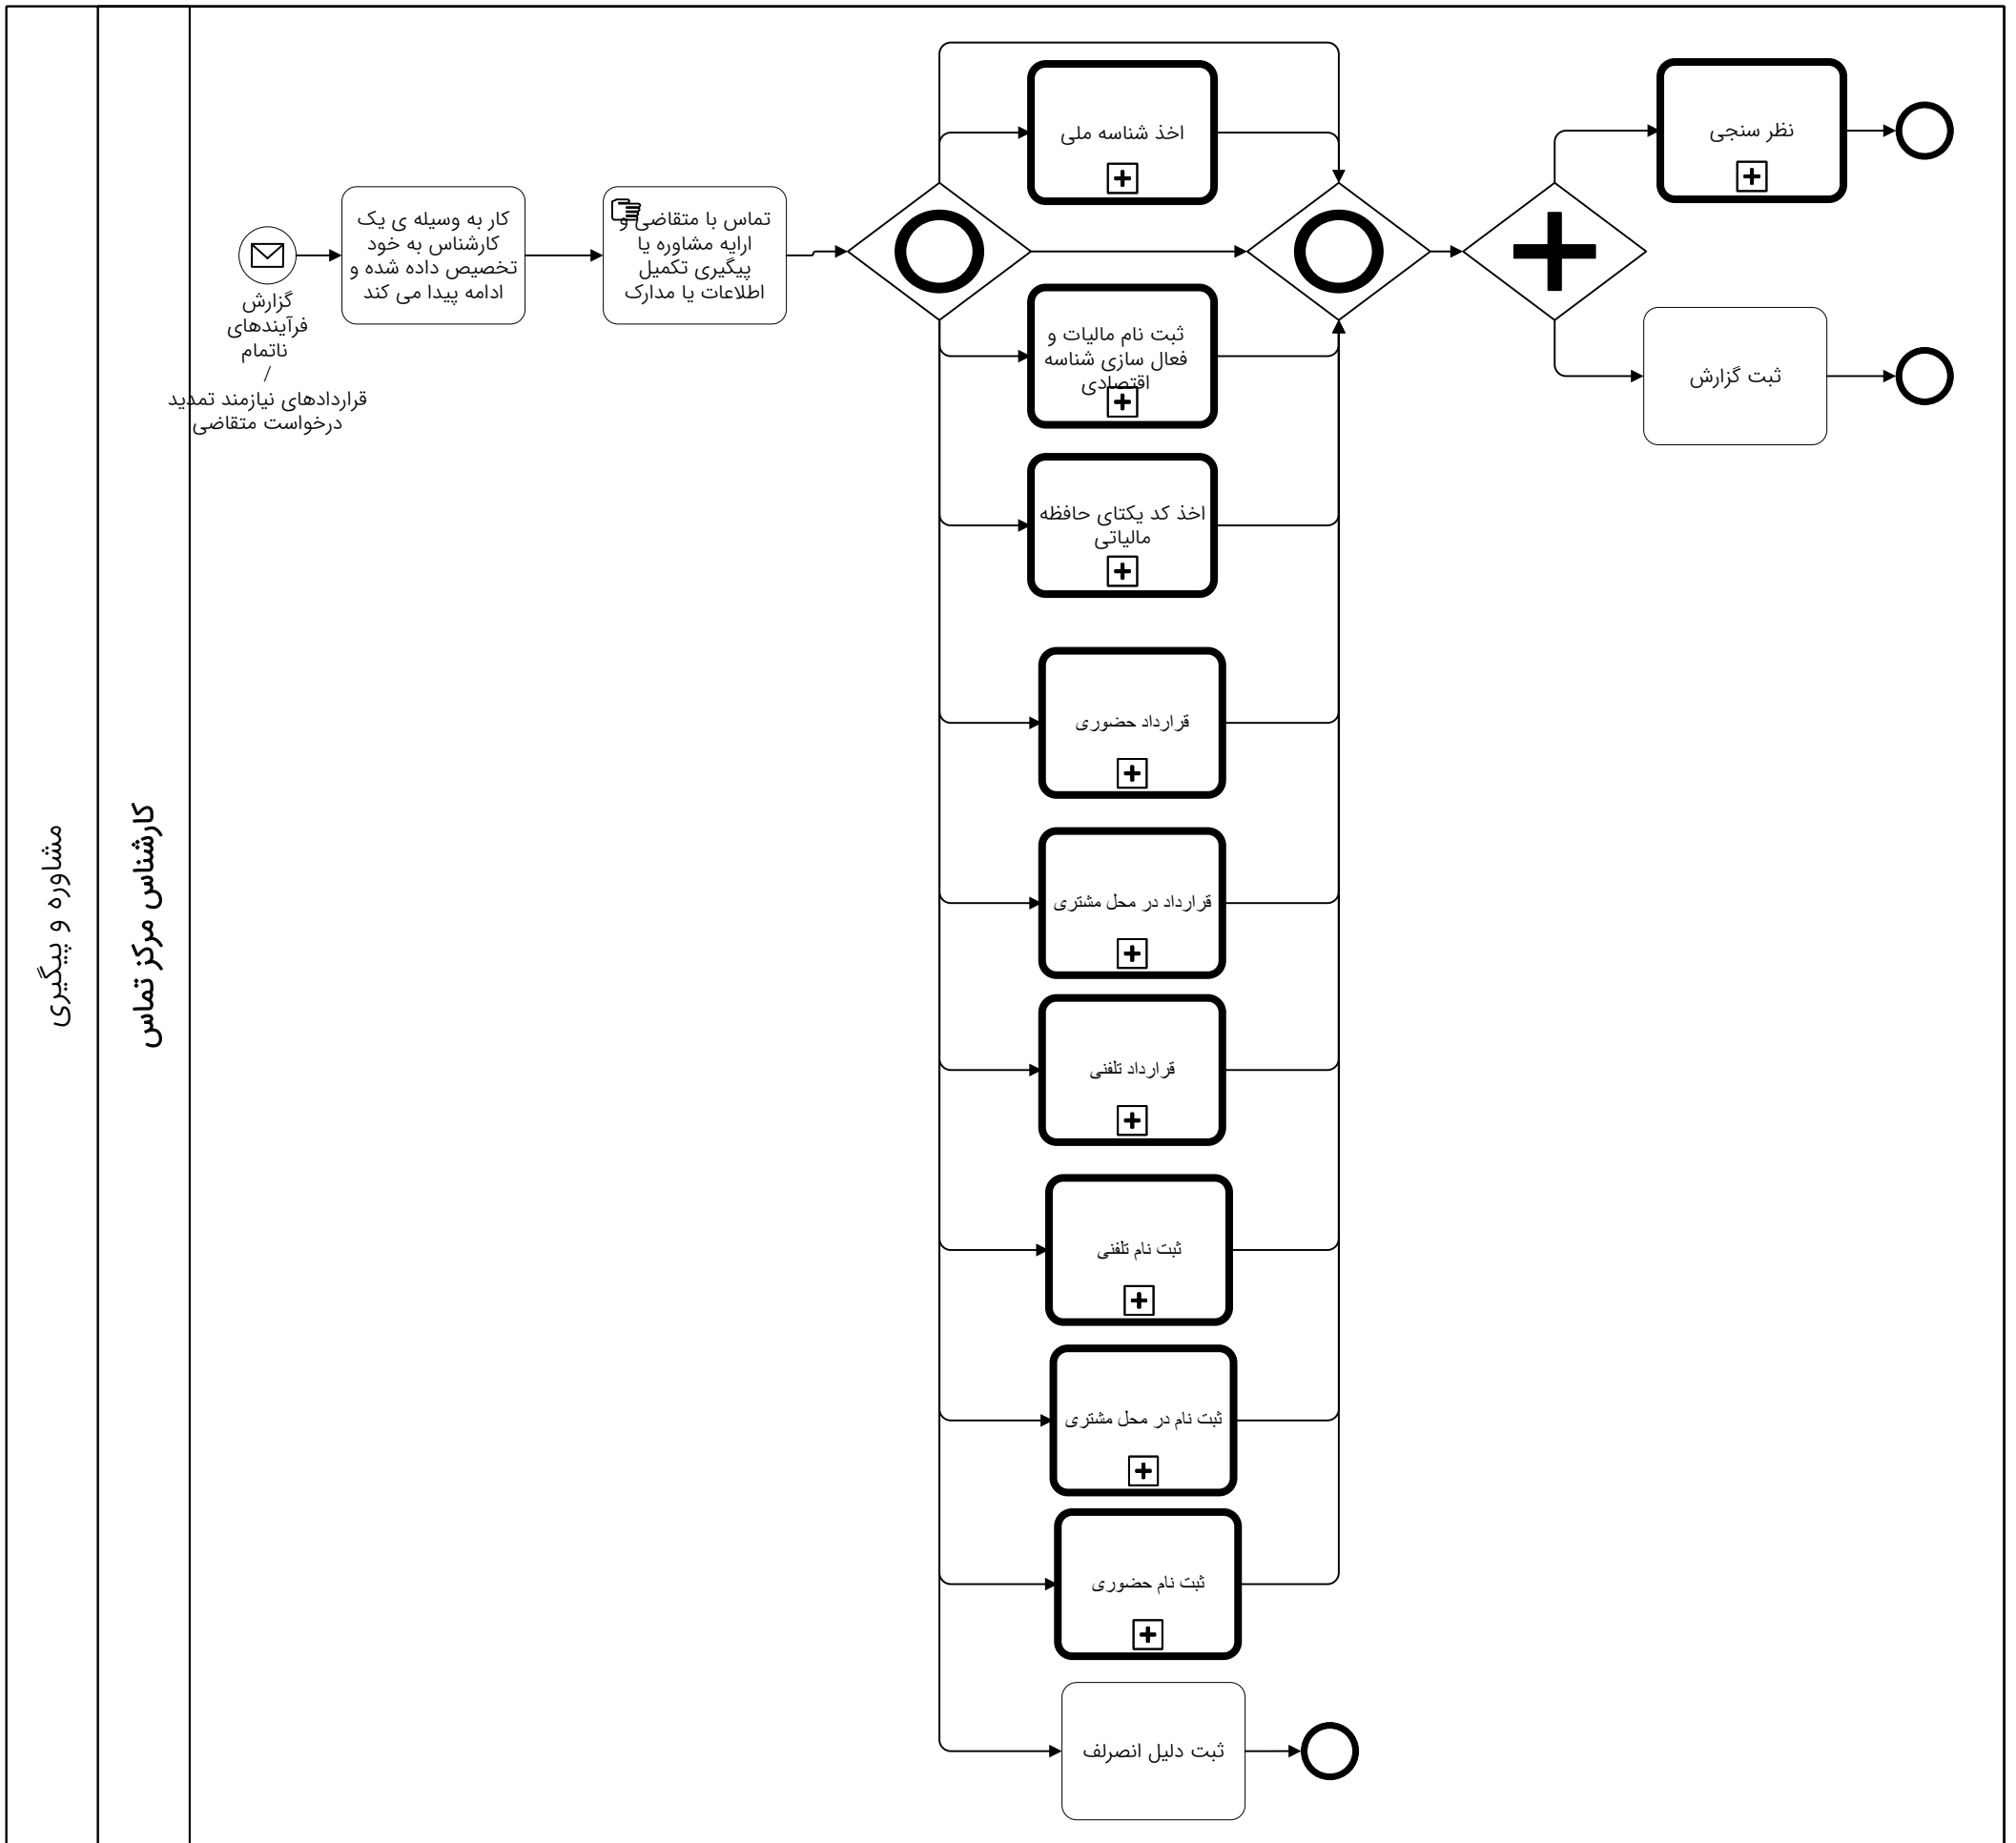 مشاوره و پیگیری
کارشناس مرکز تماس
گزارش
فرآیندهای
ناتمام
/
قراردادهای نیازمند تمدید
درخواست متقاضی
کار به وسیله ی یک
کارشناس به خود
تخصیص داده شده و
ادامه پیدا می کند
تماس با متقاضی و
ارایه مشاوره یا
پیگیری تکمیل
اطلاعات یا مدارک
اخذ شناسه ملی
ثبت نام مالیات و
فعال سازی شناسه
اقتصادی
اخذ کد یکتای حافظه
مالیاتی
قرارداد حضوری
قرارداد در محل مشتری
قرارداد تلفنی
ثبت نام تلفنی
ثبت نام در محل مشتری
ثبت نام حضوری
ثبت دلیل انصرلف
نظر سنجی
ثبت گزارش